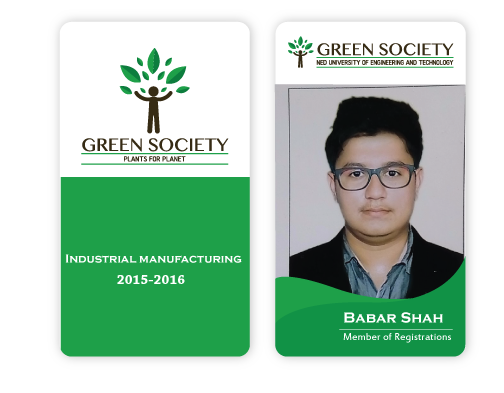 GREEN SOCIETY
PLANTS FOR PLANET
INDUSTRIAL MANUFACTURING
2015-2016
GREEN SOCIETY
NED UNIVERSITY OF ENGINEERING AND TECHNOLOGY
BABAR SHAH
Member of Registrations